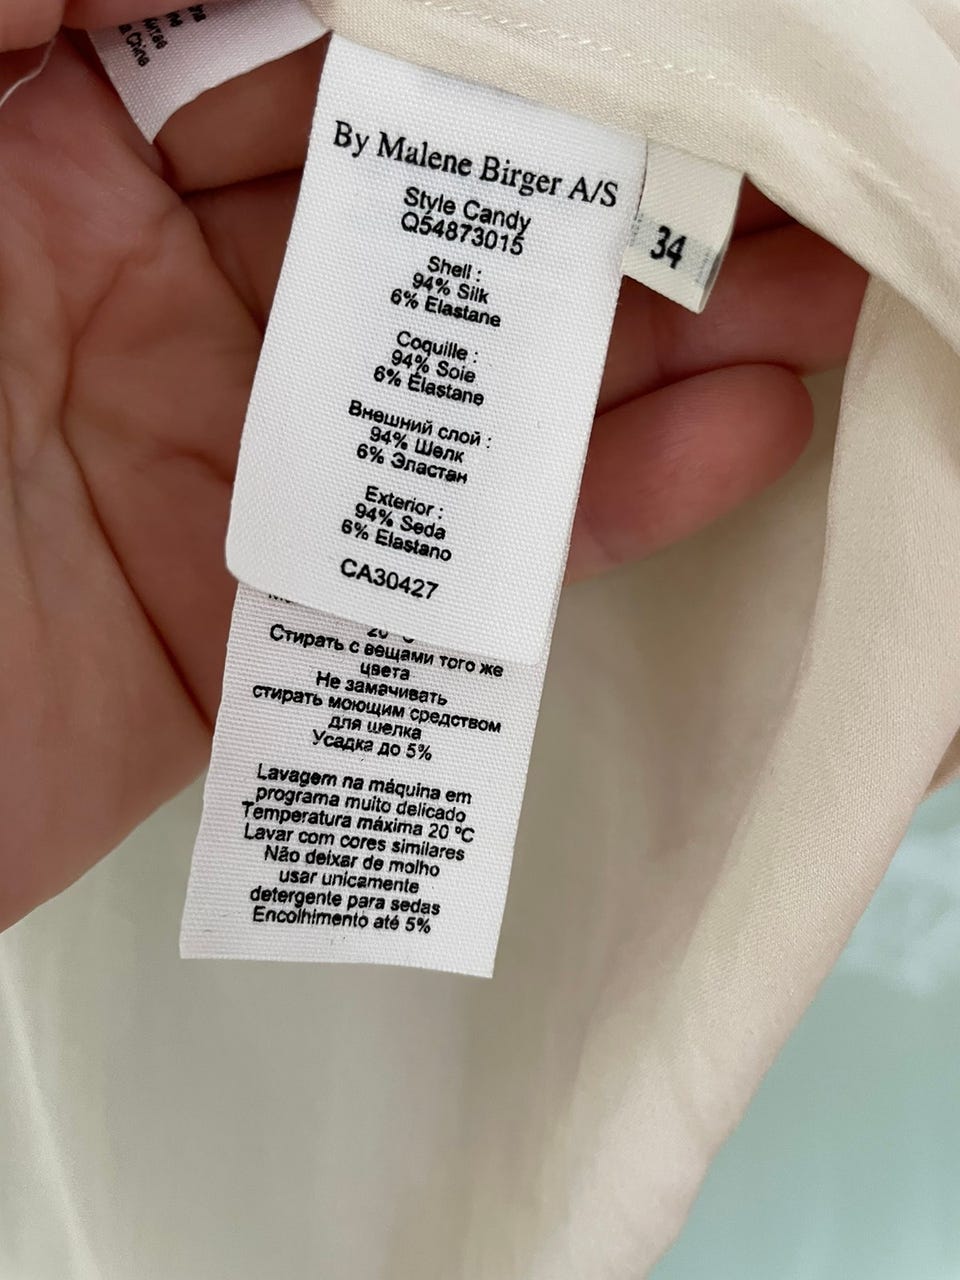 China
By Malene Birger A/S
Style Candy
Q54873015
Shell :
94% Silk
6% Elastane
Coquille :
94% Soie
6% Élastane
Внешний слой :
94% Шелк
6% Эластан
Exterior :
94% Seda
6% Elastano
CA30427
34
Стирать с вещами того же
цвета
Не замачивать
стирать моющим средством
для шелка
Усадка до 5%
Lavagem na máquina em
programa muito delicado
Temperatura máxima 20 ºC
Lavar com cores similares
Não deixar de molho
usar unicamente
detergente para sedas
Encolhimento até 5%